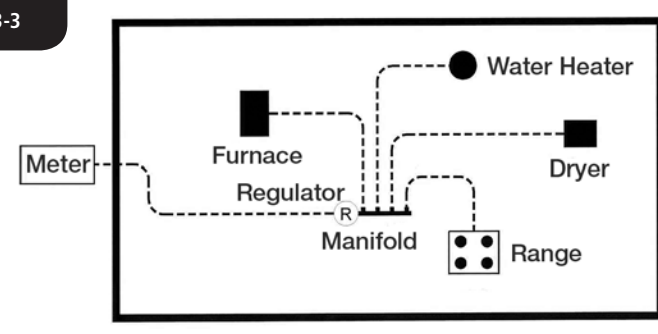 3-3
Water Heater
Furnace
Dryer
Meter
Regulator
R
Manifold
Range